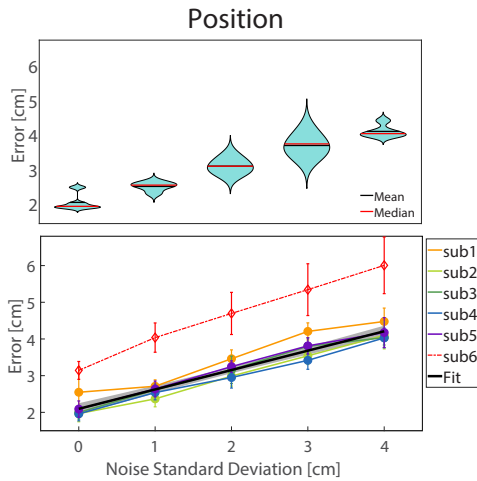 Position
Error [cm]
6
5
4
3
2
Mean
Median
Error [cm]
6
5
4
3
2
0
1
2
3
4
Noise Standard Deviation [cm]
sub1
sub2
sub3
sub4
sub5
sub6
Fit